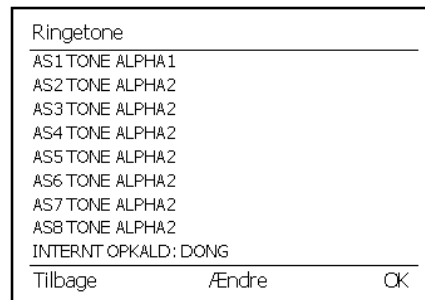 Ringetone
AS1 TONE ALPHA1
AS2 TONE ALPHA2
AS3 TONE ALPHA2
AS4 TONE ALPHA2
AS5 TONE ALPHA2
AS6 TONE ALPHA2
AS7 TONE ALPHA2
AS8 TONE ALPHA2
INTERNT OPKALD: DONG
Tilbage Ændre OK